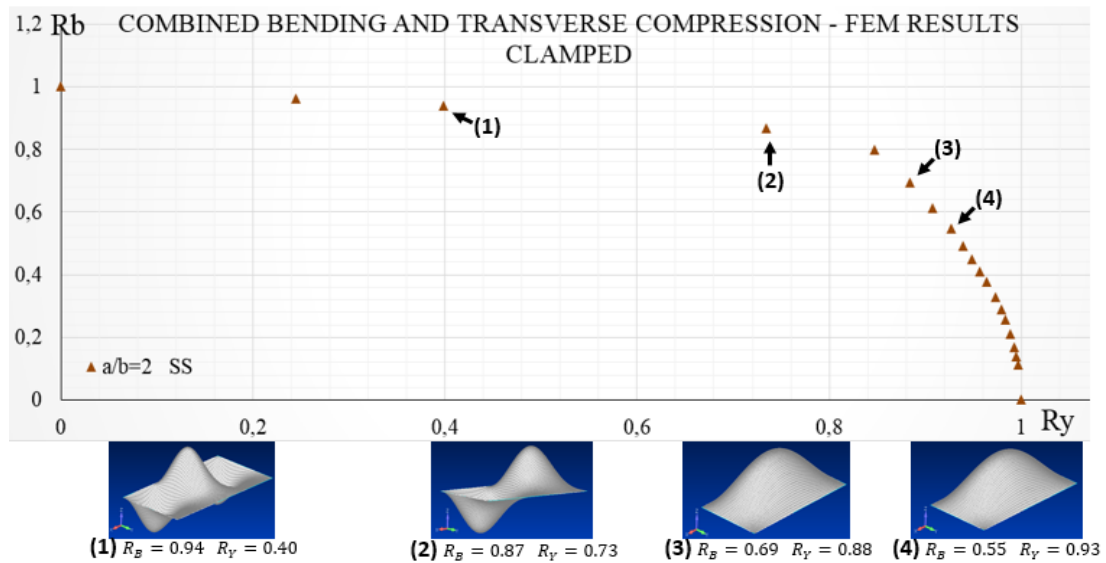 COMBINED BENDING AND TRANSVERSE COMPRESSION - FEM RESULTS
CLAMPED
1,2
Rb
1
0,8
0,6
0,4
0,2
0
(1)
(2)
(3)
(4)
a/b=2 SS
0
0,2
0,4
0,6
0,8
1
Ry
(1) R_B = 0.94 R_Y = 0.40
(2) R_B = 0.87 R_Y = 0.73
(3) R_B = 0.69 R_Y = 0.88
(4) R_B = 0.55 R_Y = 0.93